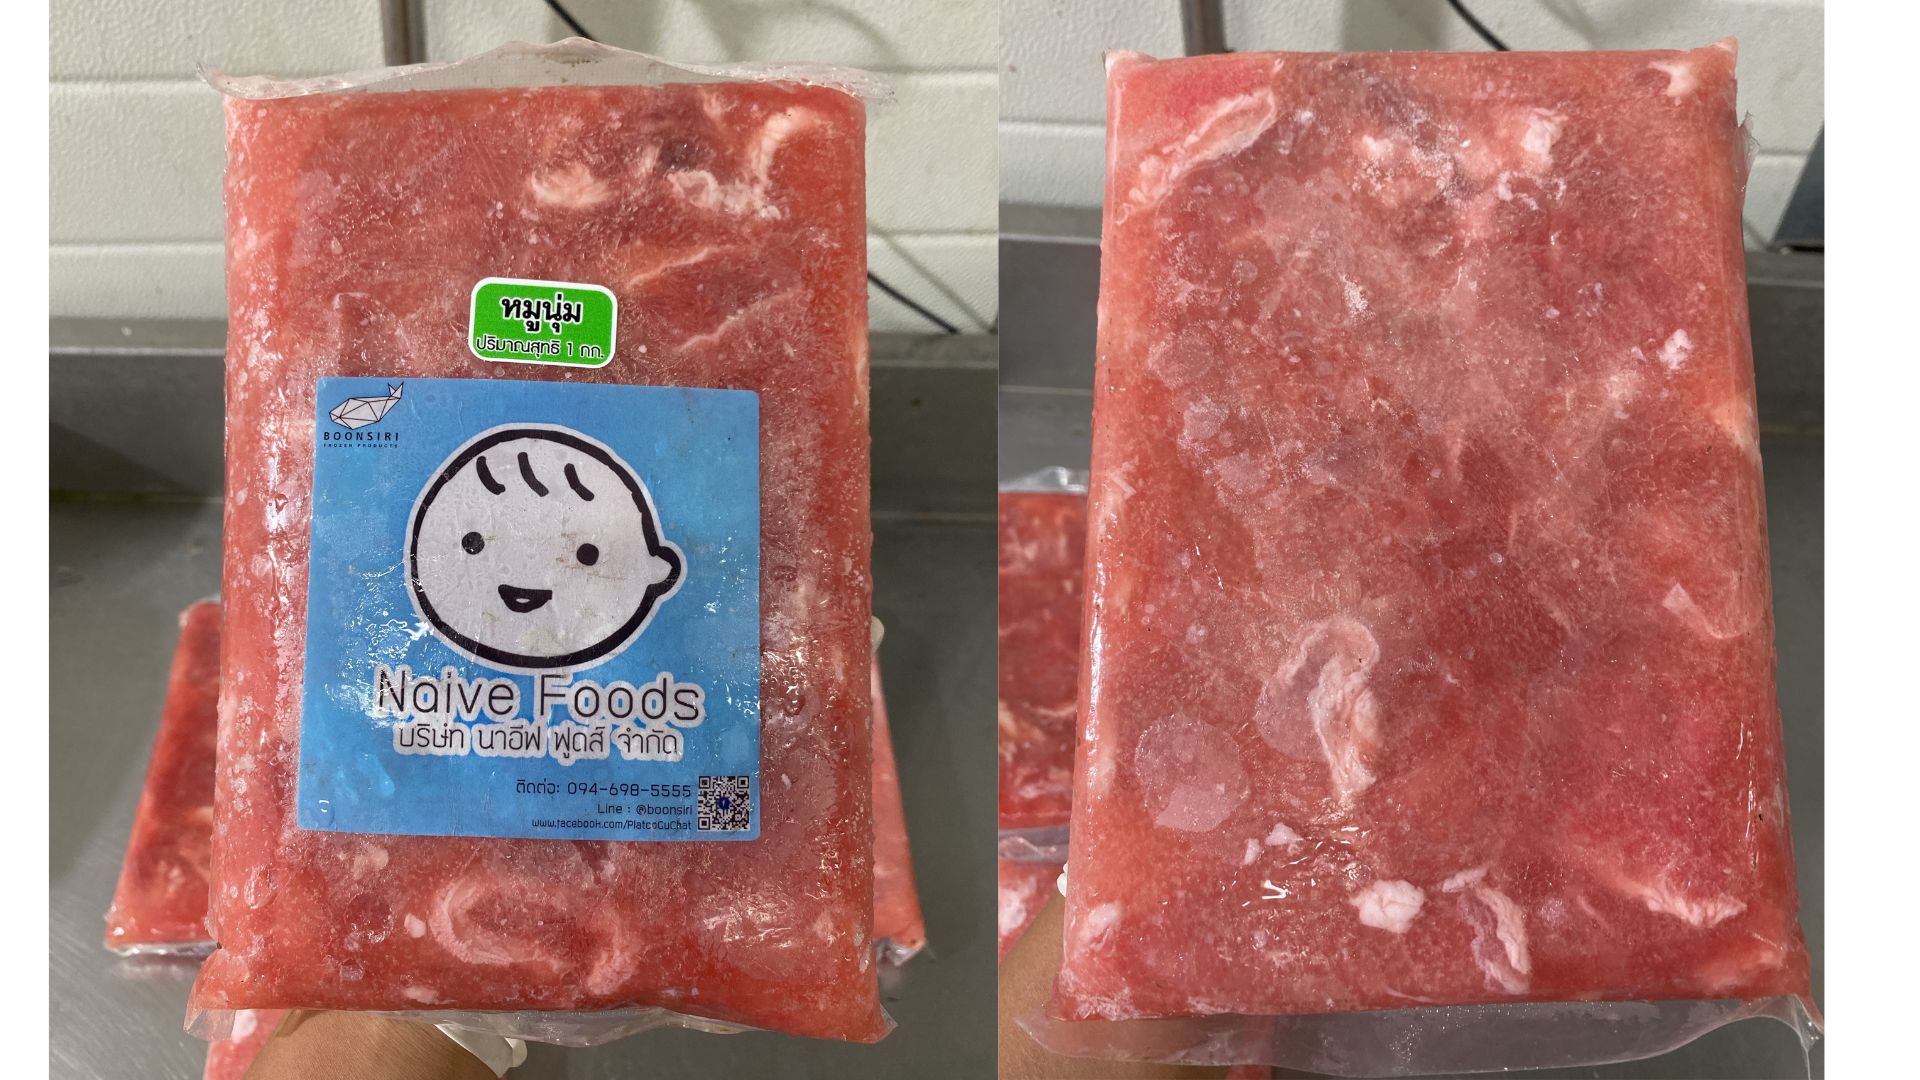 หมูนุ่ม
ปริมาณสุทธิ 1 กก.
BOONSIRI
FROZEN PRODUCTS
Naive Foods
บริษัท นาอีฟ ฟูดส์ จำกัด
ติดต่อ: 094-698-5555
Line : @boonsiri
www.facebook.com/PlatooGuChat